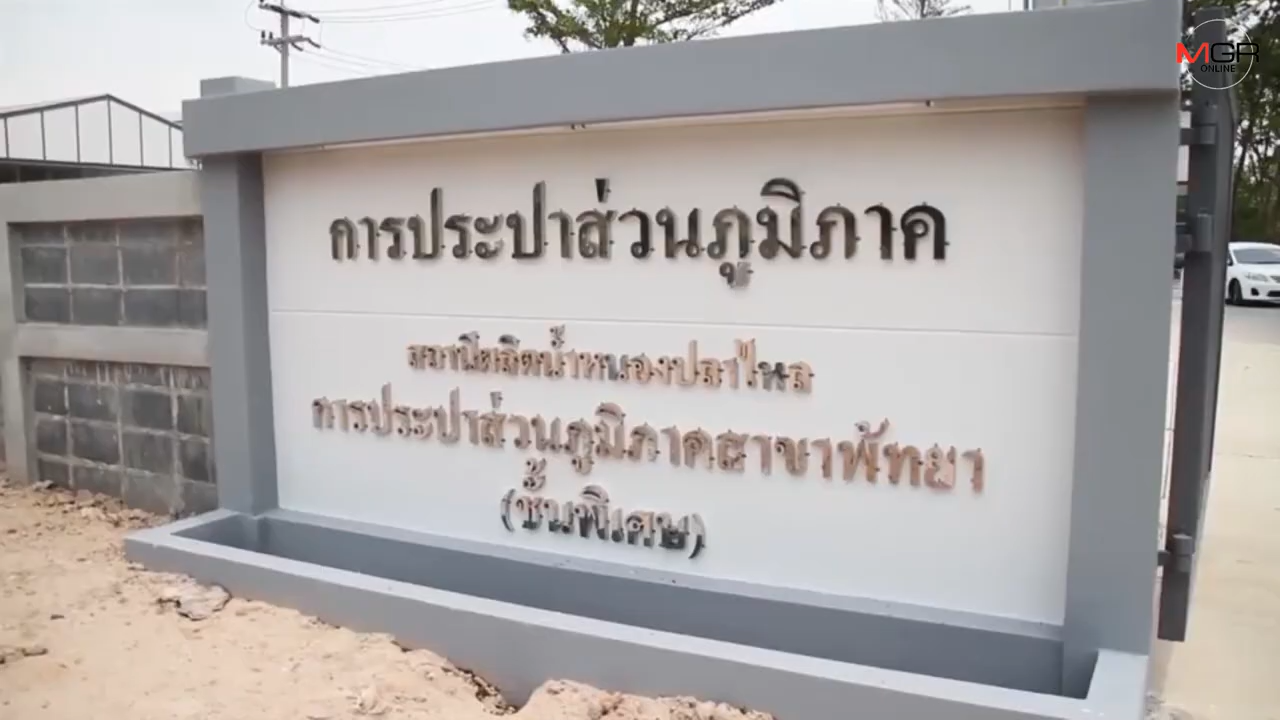 MGR
ONLINE
การประปาส่วนภูมิภาค
สถานีผลิตน้ำหนองปลาไหล
การประปาส่วนภูมิภาคสาขาพัทยา
(ชั้นพิเศษ)